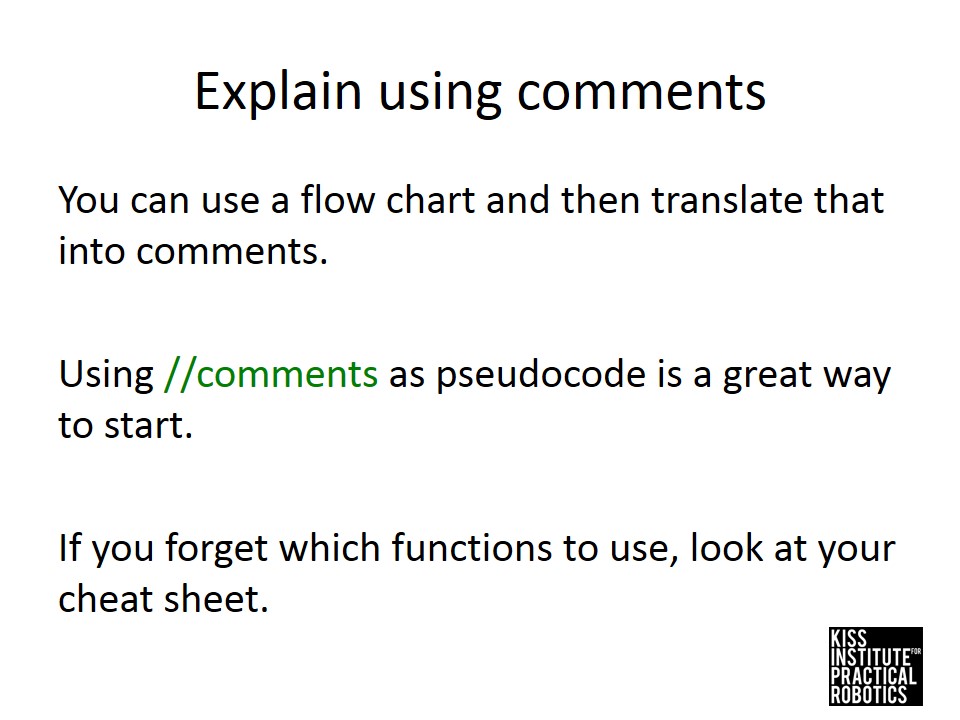 Explain using comments
You can use a flow chart and then translate that
into comments.
Using //comments as pseudocode is a great way
to start.
If you forget which functions to use, look at your
cheat sheet.
KISS
INSTITUTE FOR
PRACTICAL
ROBOTICS